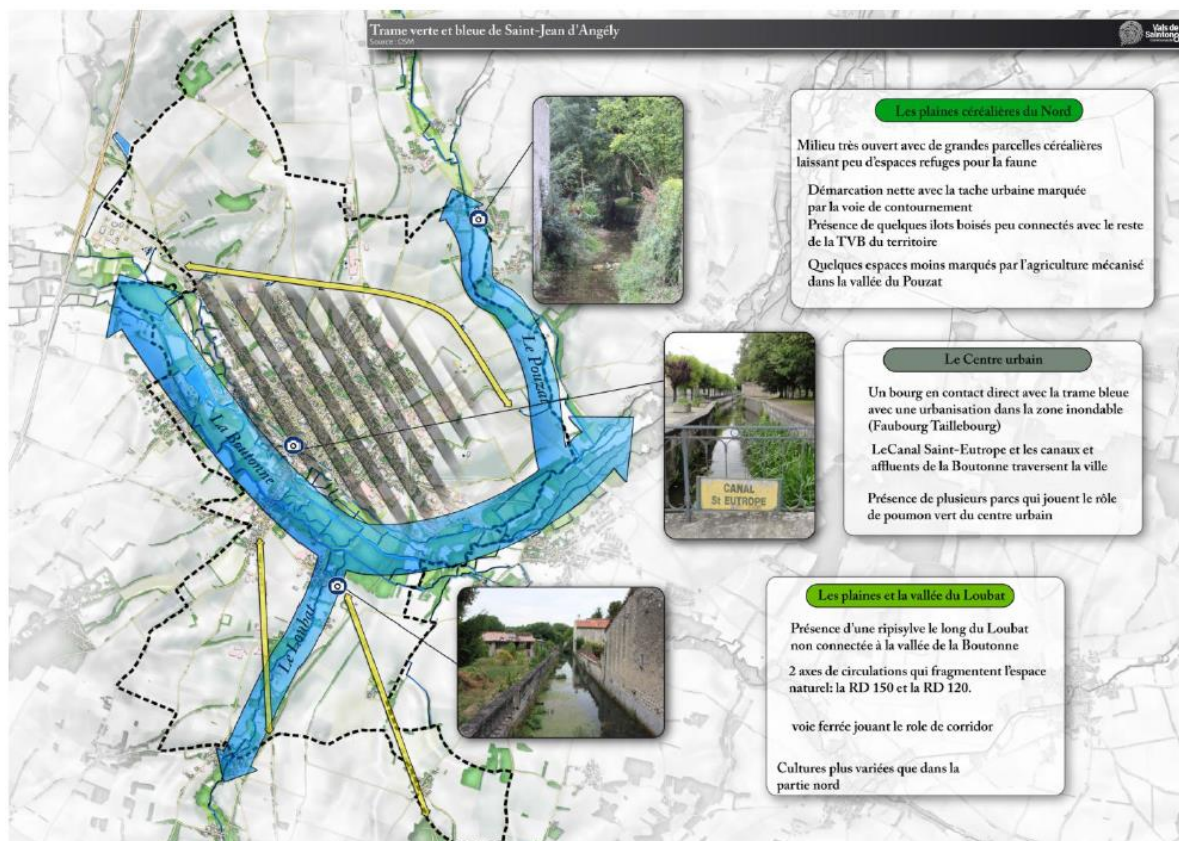 Trame verte et bleue de Saint-Jean d'Angély
Source : OSM
Vals de
Saintonge
Les plaines céréalières du Nord
Milieu très ouvert avec de grandes parcelles céréalières
laissant peu d'espaces refuges pour la faune
Démarcation nette avec la tache urbaine marquée
par la voie de contournement
Présence de quelques ilots boisés peu connectés avec le reste
de la TVB du territoire
Quelques espaces moins marqués par l'agriculture mécanisé
dans la vallée du Pouzat
Le Pouzat
La Boutonne
Le Loubat
CANAL
St EUTROPE
Le Centre urbain
Un bourg en contact direct avec la trame bleue
avec une urbanisation dans la zone inondable
(Faubourg Taillebourg)
LeCanal Saint-Eutrope et les canaux et
affluents de la Boutonne traversent la ville
Présence de plusieurs parcs qui jouent le rôle
de poumon vert du centre urbain
Les plaines et la vallée du Loubat
Présence d'une ripisylve le long du Loubat
non connectée à la vallée de la Boutonne
2 axes de circulations qui fragmentent l'espace
naturel: la RD 150 et la RD 120.
voie ferrée jouant le role de corridor
Cultures plus variées que dans la
partie nord